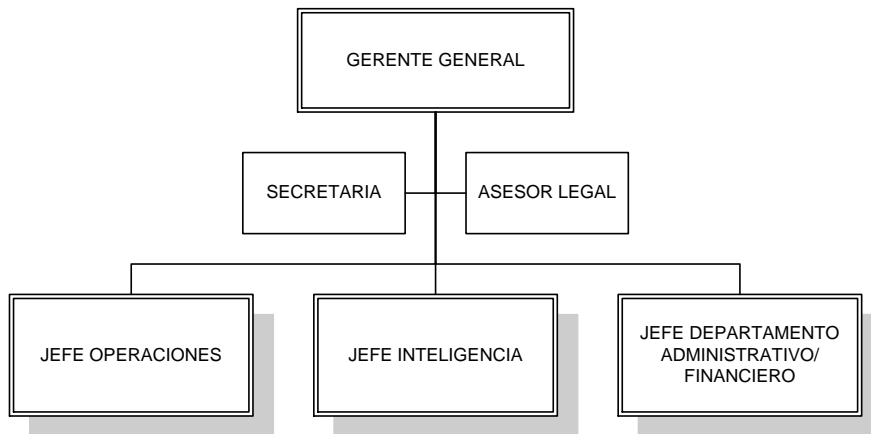 GERENTE GENERAL
SECRETARIA
ASESOR LEGAL
JEFE OPERACIONES
JEFE INTELIGENCIA
JEFE DEPARTAMENTO
ADMINISTRATIVO/
FINANCIERO